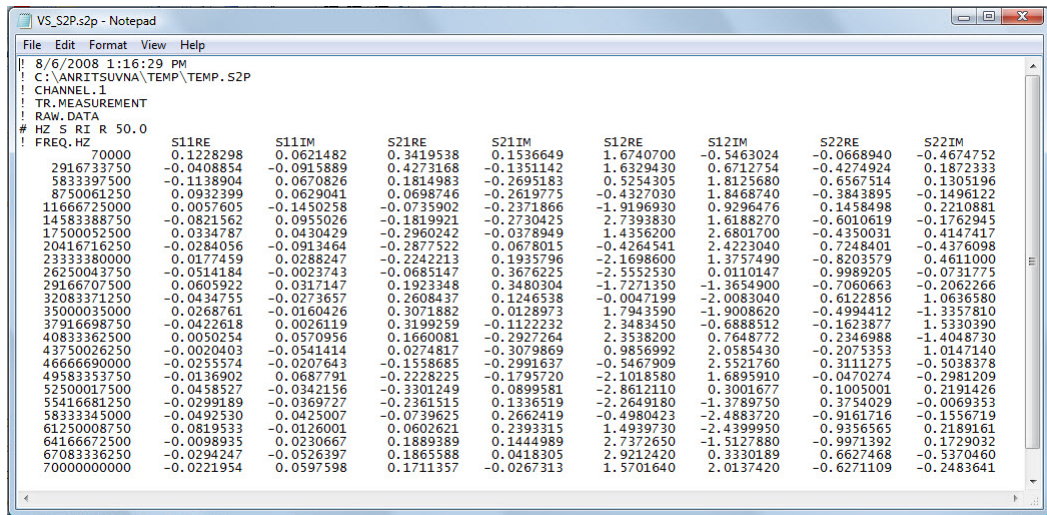 VS_S2P.s2p - Notepad
File Edit Format View Help
! 8/6/2008 1:16:29 PM
! C:\ANRITSUVNA\TEMP\TEMP.S2P
! CHANNEL.1
! TR.MEASUREMENT
! RAW.DATA
# HZ S RI R 50.0
! FREQ.HZ S11RE S11IM S21RE S21IM S12RE S12IM S22RE S22IM
70000 0.1228298 0.0621482 0.3419538 0.1536649 1.6740700 -0.5463024 -0.0668940 -0.4674752
2916733750 -0.0408854 -0.0915889 0.4273168 -0.1351142 1.6329430 0.6712754 -0.4274924 0.1872333
5833397500 -0.1138904 0.0670826 0.1814983 -0.2695183 0.5254305 1.8125680 0.6567514 0.1305196
8750061250 0.0932399 0.0629041 0.0698746 -0.2619775 -0.4327030 1.8468740 -0.3843895 -0.1496122
11666725000 0.0057605 -0.1450258 -0.0735902 -0.2371866 -1.9196930 0.9296476 0.1458498 0.2210881
14583388750 -0.0821562 0.0955026 -0.1819921 -0.2730425 2.7393830 1.6188270 -0.6010619 -0.1762945
17500052500 0.0334787 0.0430429 -0.2960242 -0.0378949 1.4356200 2.6801700 -0.4350031 0.4147417
20416716250 -0.0284056 -0.0913464 -0.2877522 0.0678015 -0.4264541 2.4223040 0.7248401 -0.4376098
23333380000 0.0177459 0.0288247 -0.2242213 0.1935796 -2.1698600 1.3757490 -0.8203579 0.4611000
26250043750 -0.0514184 -0.0023743 -0.0685147 0.3676225 -2.5552530 0.0110147 0.9989205 -0.0731775
29166707500 0.0605922 0.0317147 0.1923348 0.3480304 -1.7271350 -1.3654900 -0.7060663 -0.2062266
32083371250 -0.0434755 -0.0273657 0.2608437 0.1246538 -0.0047199 -2.0083040 0.6122856 1.0636580
35000035000 0.0268761 -0.0160426 0.3071882 0.0128973 1.7943590 -1.9008620 -0.4994412 -1.3357810
37916698750 -0.0422618 0.0026119 0.3199259 -0.1122232 2.3483450 -0.6888512 -0.1623877 1.5330390
40833362500 0.0050254 0.0570956 0.1660081 -0.2927264 2.3538200 0.7648772 0.2346988 -1.4048730
43750026250 -0.0020403 -0.0541414 0.0274817 -0.3079869 0.9856992 2.0585430 -0.2075353 1.0147140
46666690000 -0.0255574 -0.0207643 -0.1558685 -0.2991637 -0.5467909 2.5521760 0.3111275 -0.5038378
49583353750 -0.0136902 0.0687791 -0.2228225 -0.1795720 -2.1018580 1.6895910 -0.0470274 -0.2981209
52500017500 0.0458527 -0.0342156 -0.3301249 0.0899581 -2.8612110 0.3001677 0.1005001 0.2191426
55416681250 -0.0299189 -0.0369727 -0.2361515 0.1336519 -2.2649180 -1.3789750 0.3754029 -0.0069353
58333345000 -0.0492530 0.0425007 -0.0739625 0.2662419 -0.4980423 -2.4883720 -0.9161716 -0.1556719
61250008750 0.0819533 -0.0126001 0.0602621 0.2393315 1.4939730 -2.4399950 0.9356565 0.2189161
64166672500 -0.0098935 0.0230667 0.1889389 0.1444989 2.7372650 -1.5127880 -0.9971392 0.1729032
67083336250 -0.0294247 -0.0526397 0.1865588 0.0418305 2.9212420 0.3330189 0.6627468 -0.5370460
70000000000 -0.0221954 0.0597598 0.1711357 -0.0267313 1.5701640 2.0137420 -0.6271109 -0.2483641